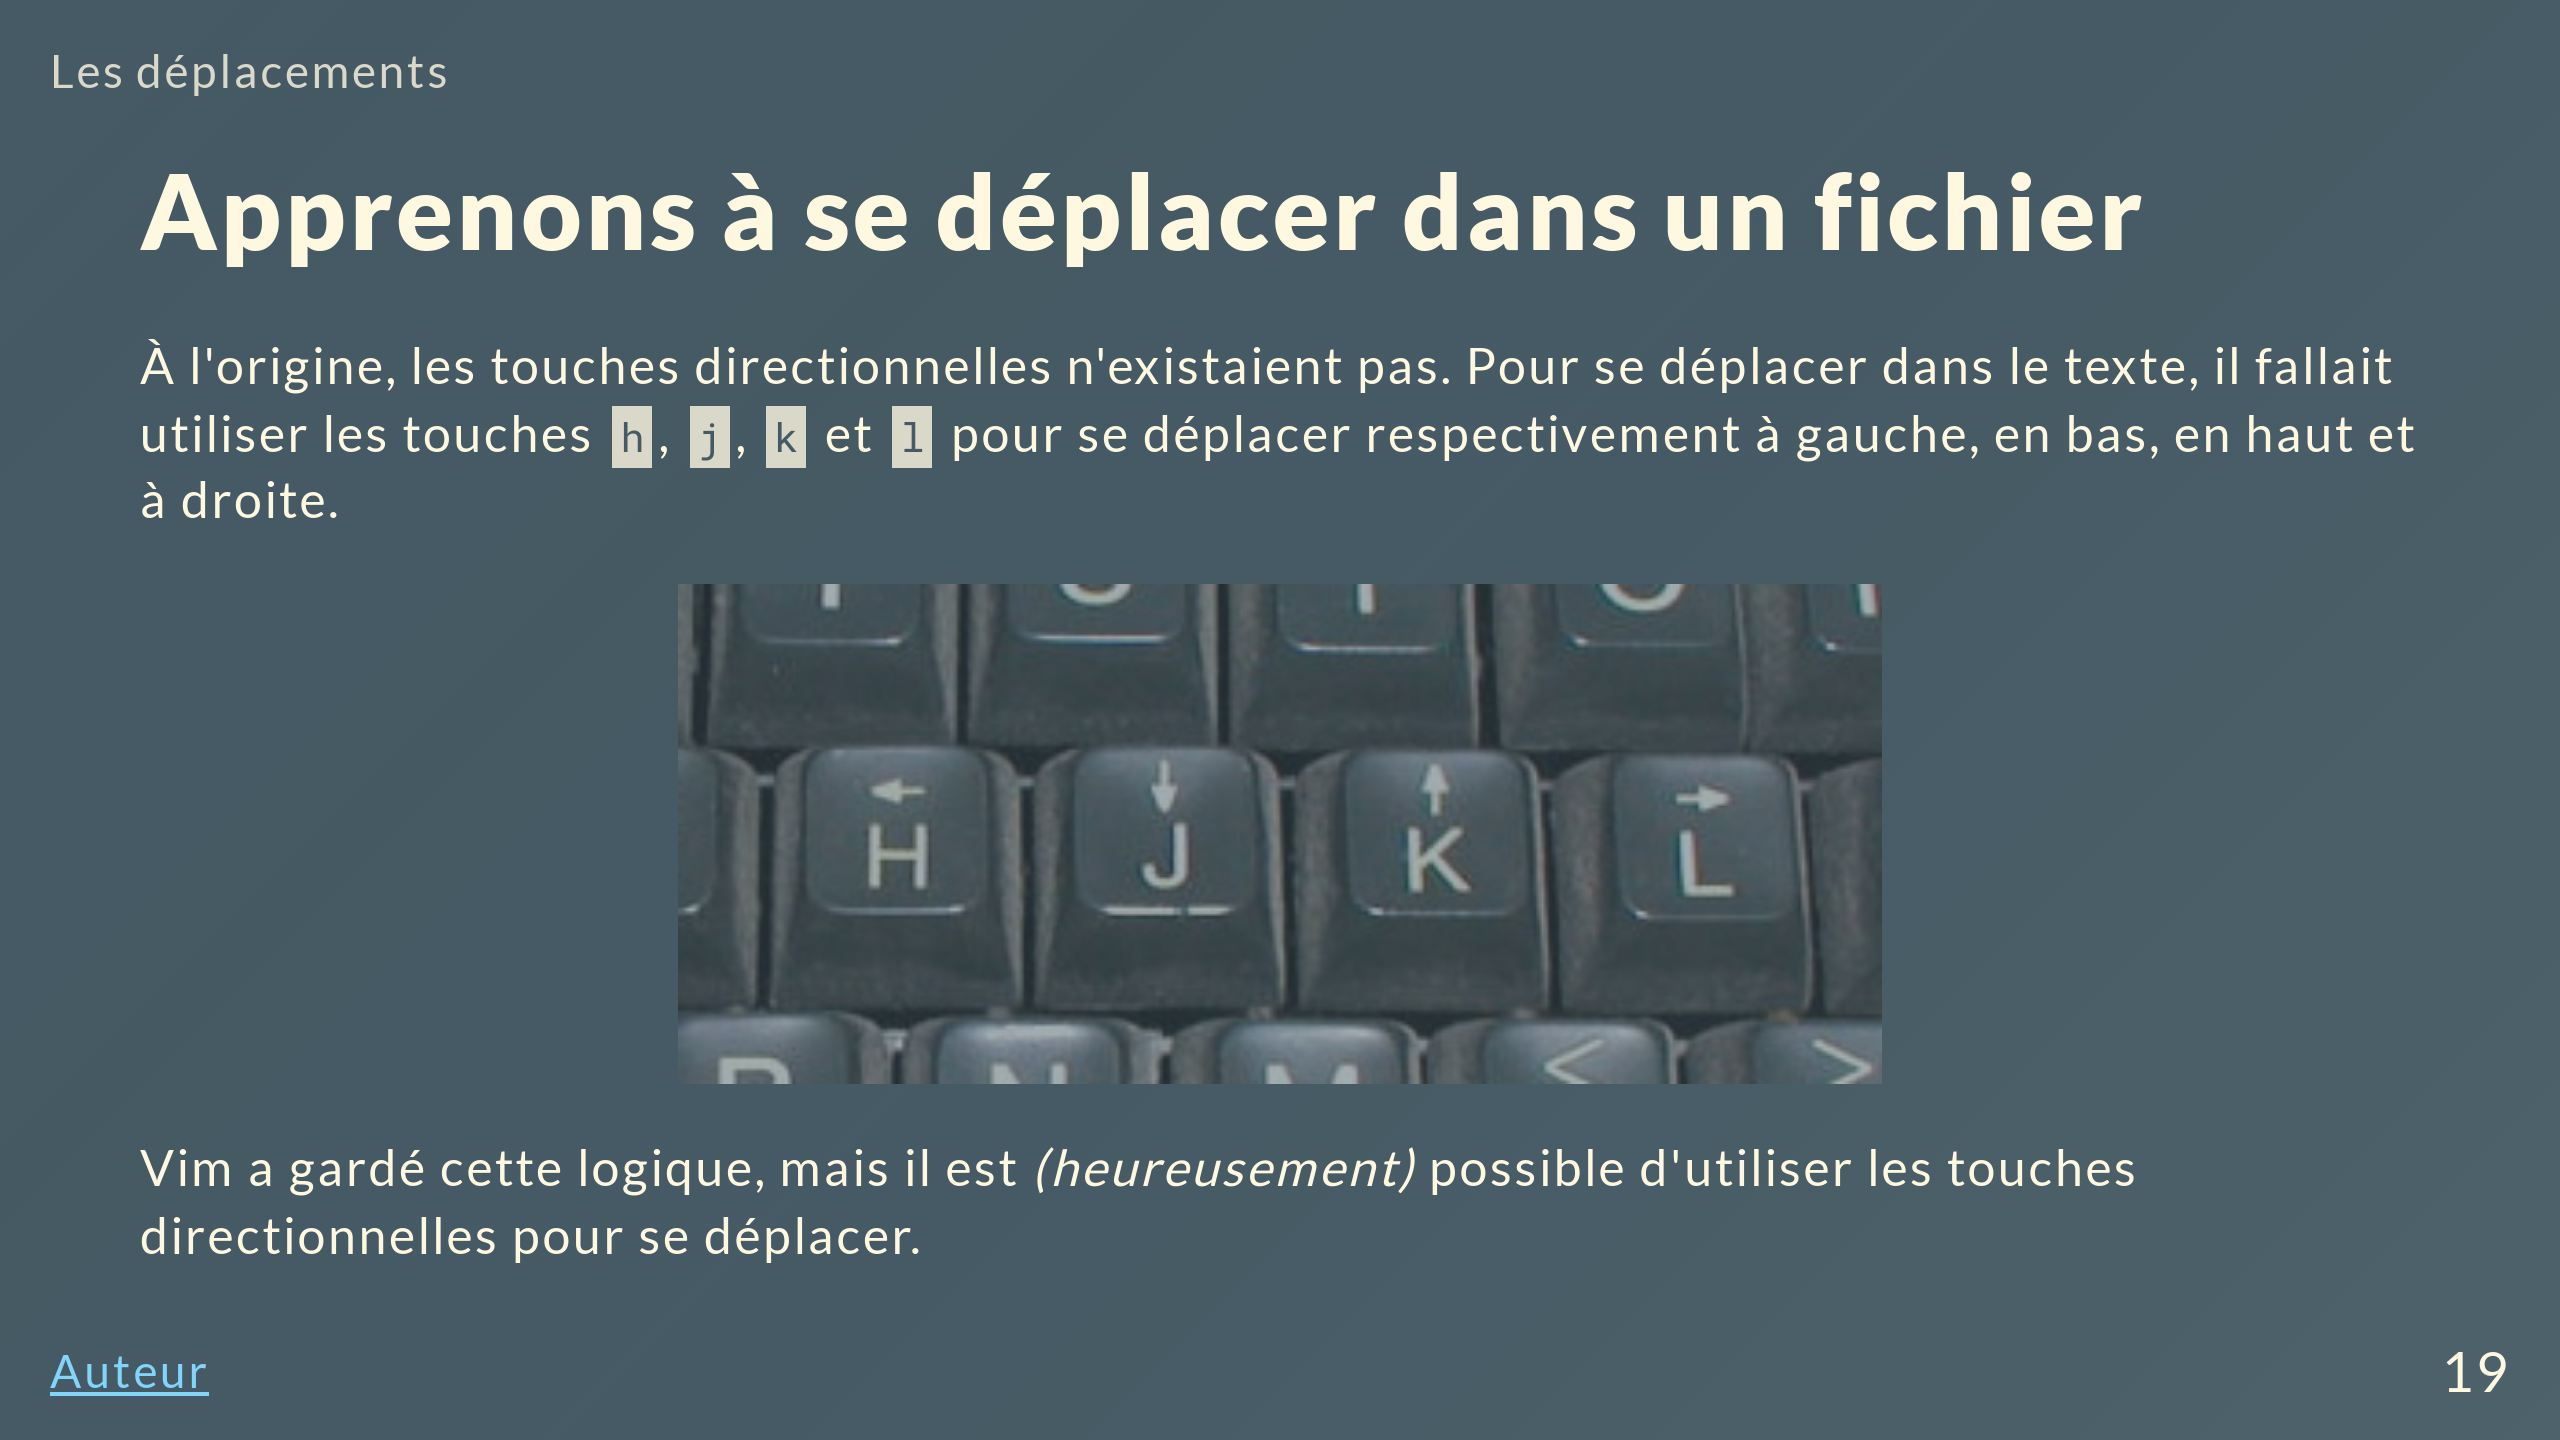 Les déplacements
Apprenons à se déplacer dans un fichier
À l'origine, les touches directionnelles n'existaient pas. Pour se déplacer dans le texte, il fallait
utiliser les touches h, j, k et l pour se déplacer respectivement à gauche, en bas, en haut et
à droite.
← ↓ ↑ →
H J K L
N M < >
Vim a gardé cette logique, mais il est (heureusement) possible d'utiliser les touches
directionnelles pour se déplacer.
Auteur
19